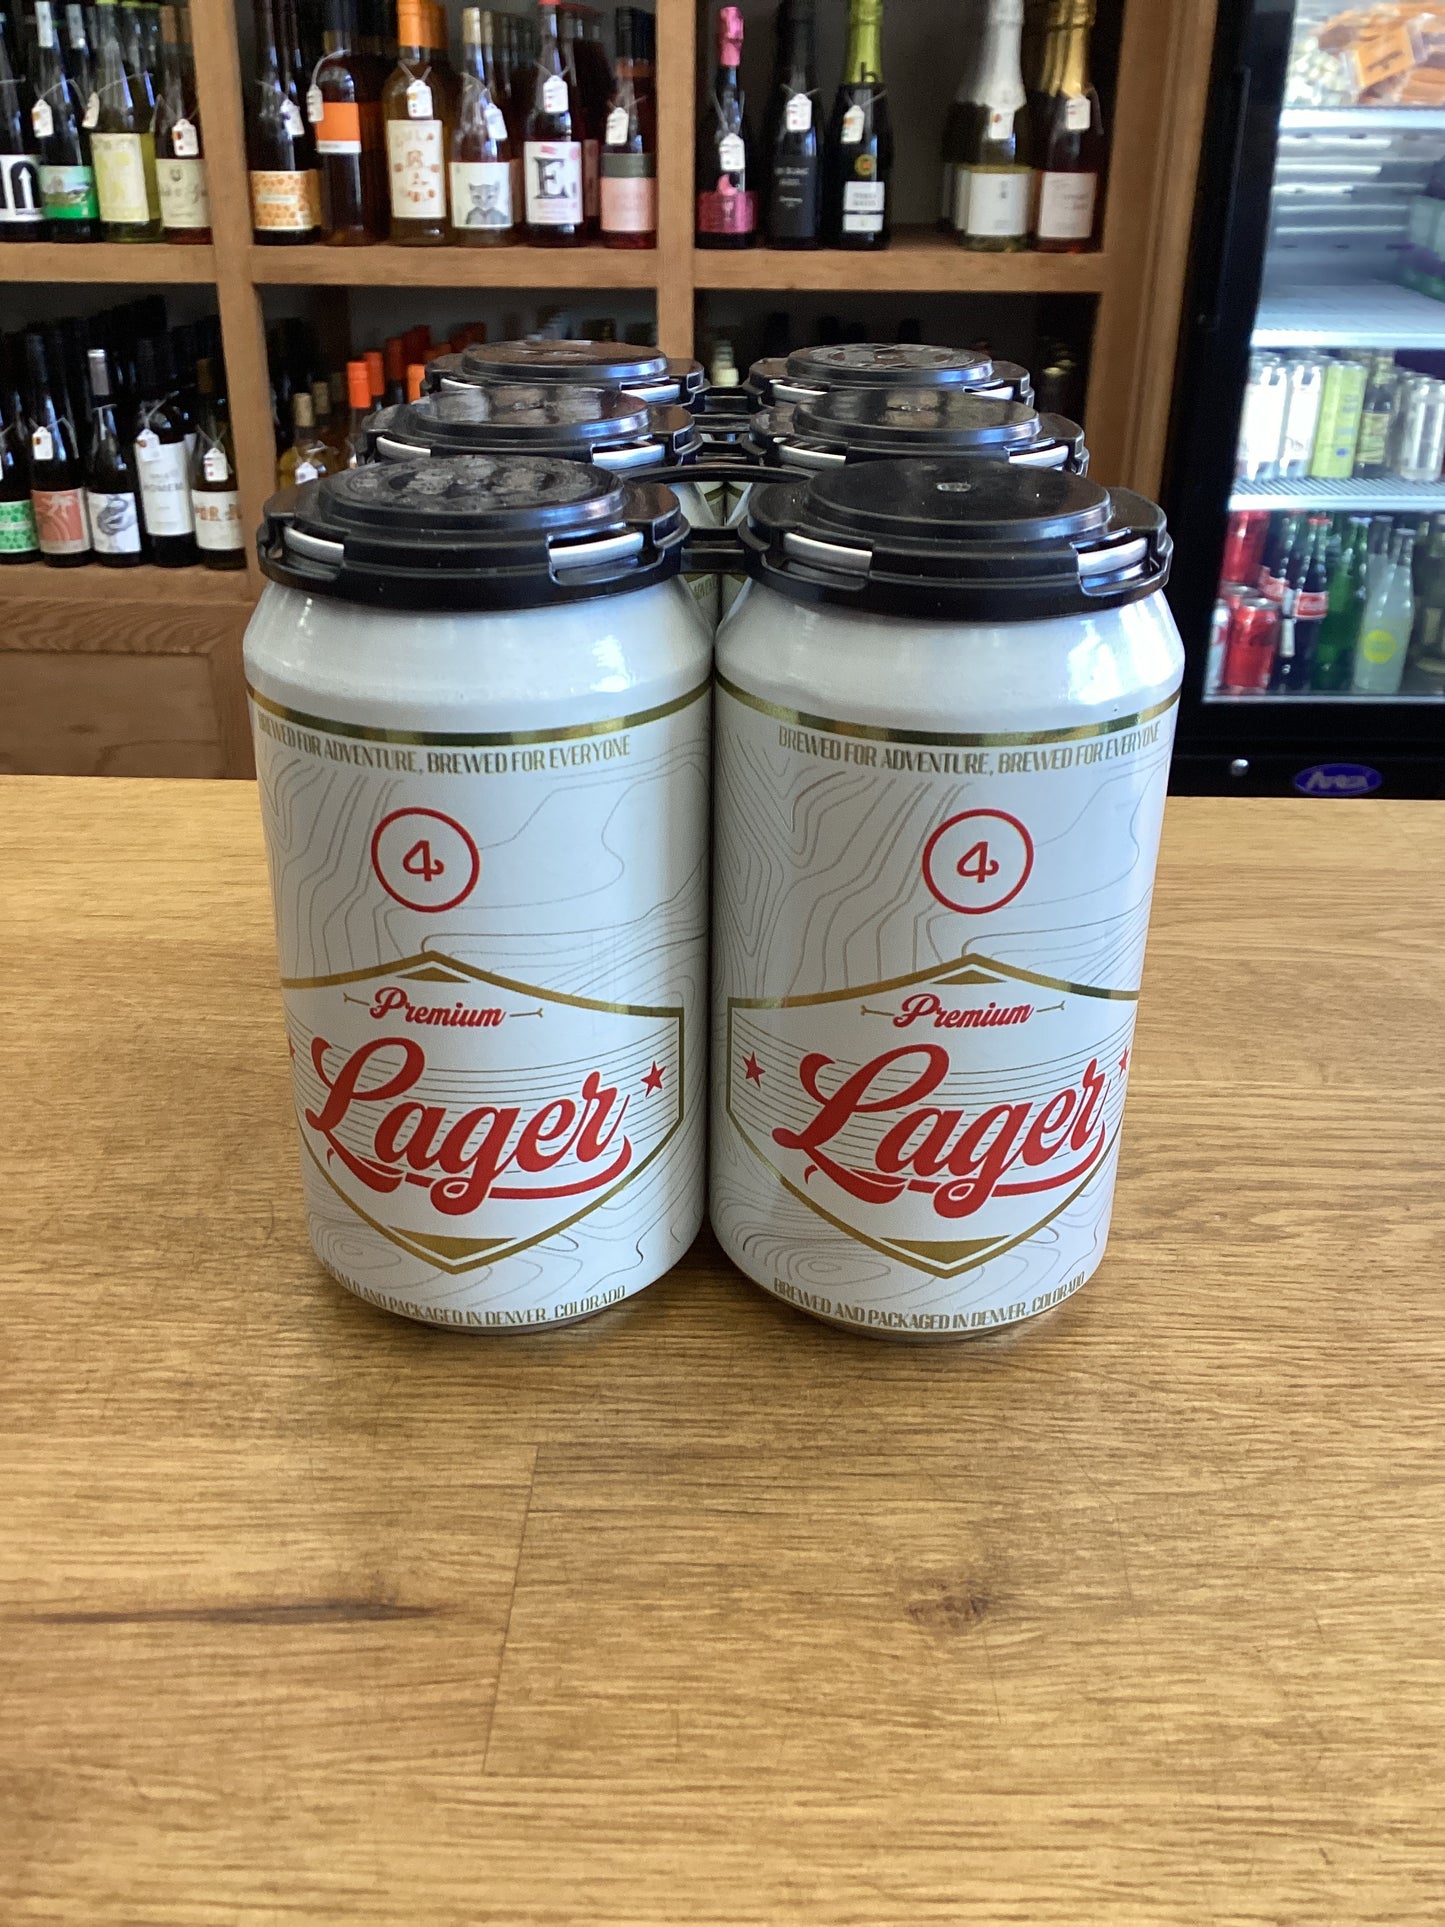 BREWED FOR ADVENTURE, BREWED FOR EVERYONE
4
Premium
Lager
AND PACKAGED IN DENVER, COLORADO
BREWED FOR ADVENTURE, BREWED FOR EVERYONE
4
Premium
Lager
BREWED AND PACKAGED IN DENVER, COLORADO
E.